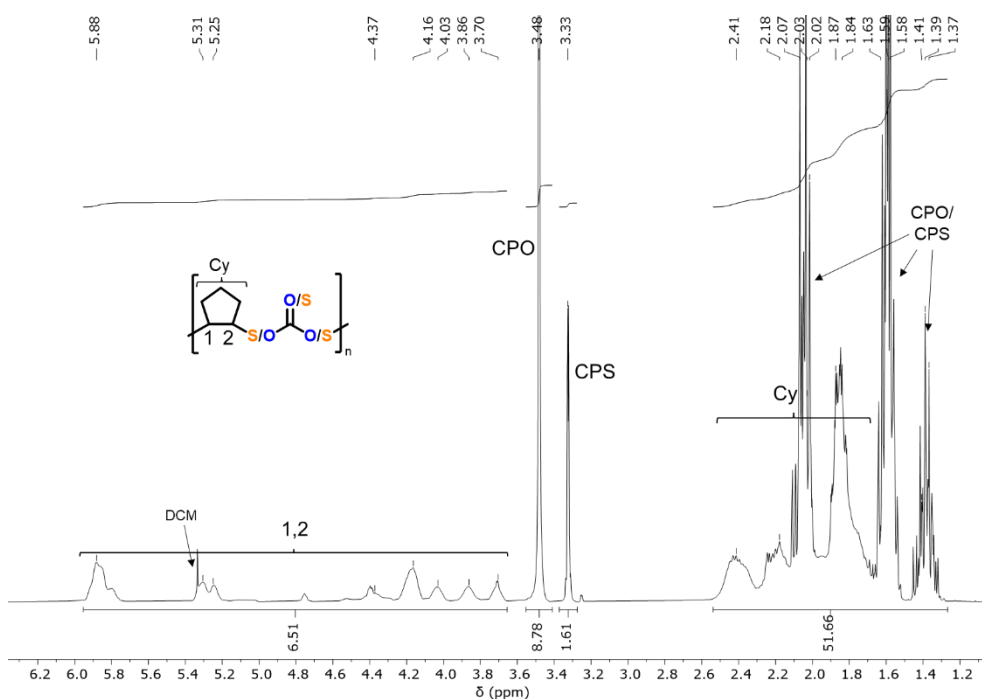 5.88 5.31 5.25 4.37 4.16 4.03 3.86 3.70 3.48 3.33 2.41 2.18 2.07 2.03 2.02 1.87 1.84 1.63 1.59 1.58 1.41 1.39 1.37
CPO/
CPS
CPO
Cy
O/S
S/O O/S
1 2
n
CPS
Cy
DCM
1,2
6.51 8.78 1.61 51.66
6.2 6.0 5.8 5.6 5.4 5.2 5.0 4.8 4.6 4.4 4.2 4.0 3.8 3.6 3.4 3.2 3.0 2.8 2.6 2.4 2.2 2.0 1.8 1.6 1.4 1.2
δ (ppm)